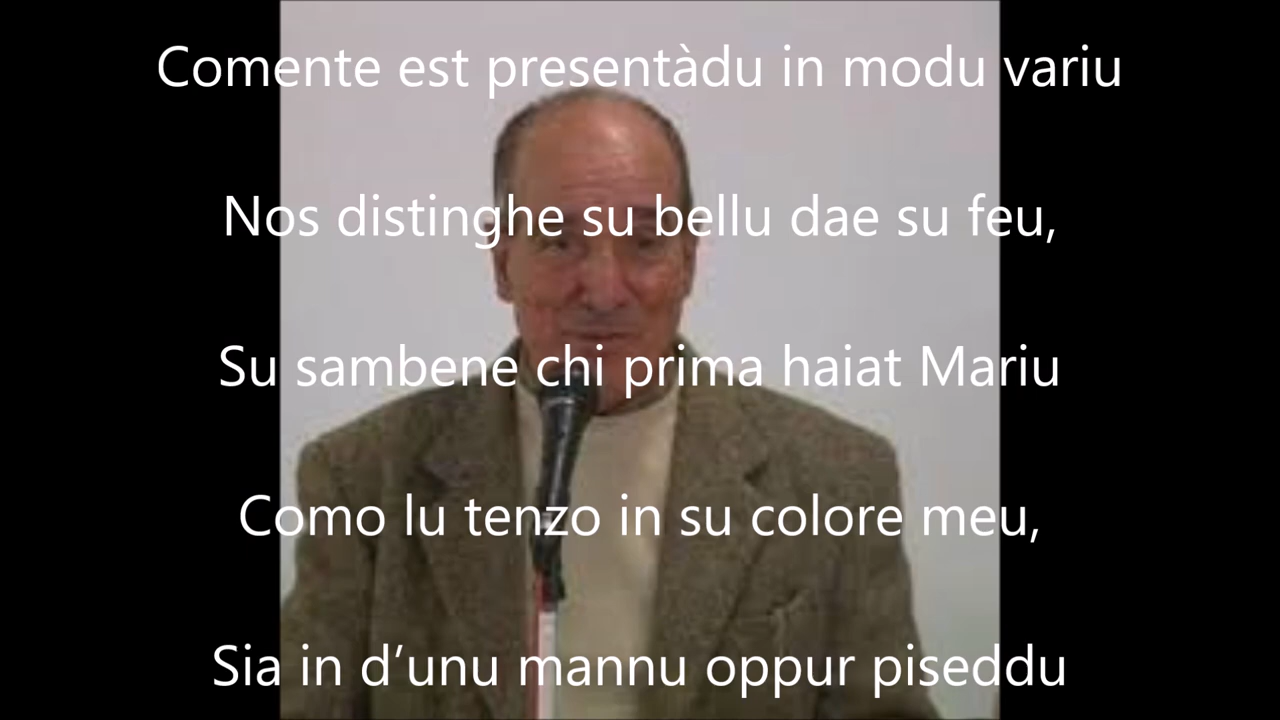 Comente est presentàdu in modu variu
Nos distinghe su bellu dae su feu,
Su sambene chi prima haiat Mariu
Como lu tenzo in su colore meu,
Sia in d’unu mannu oppur piseddu